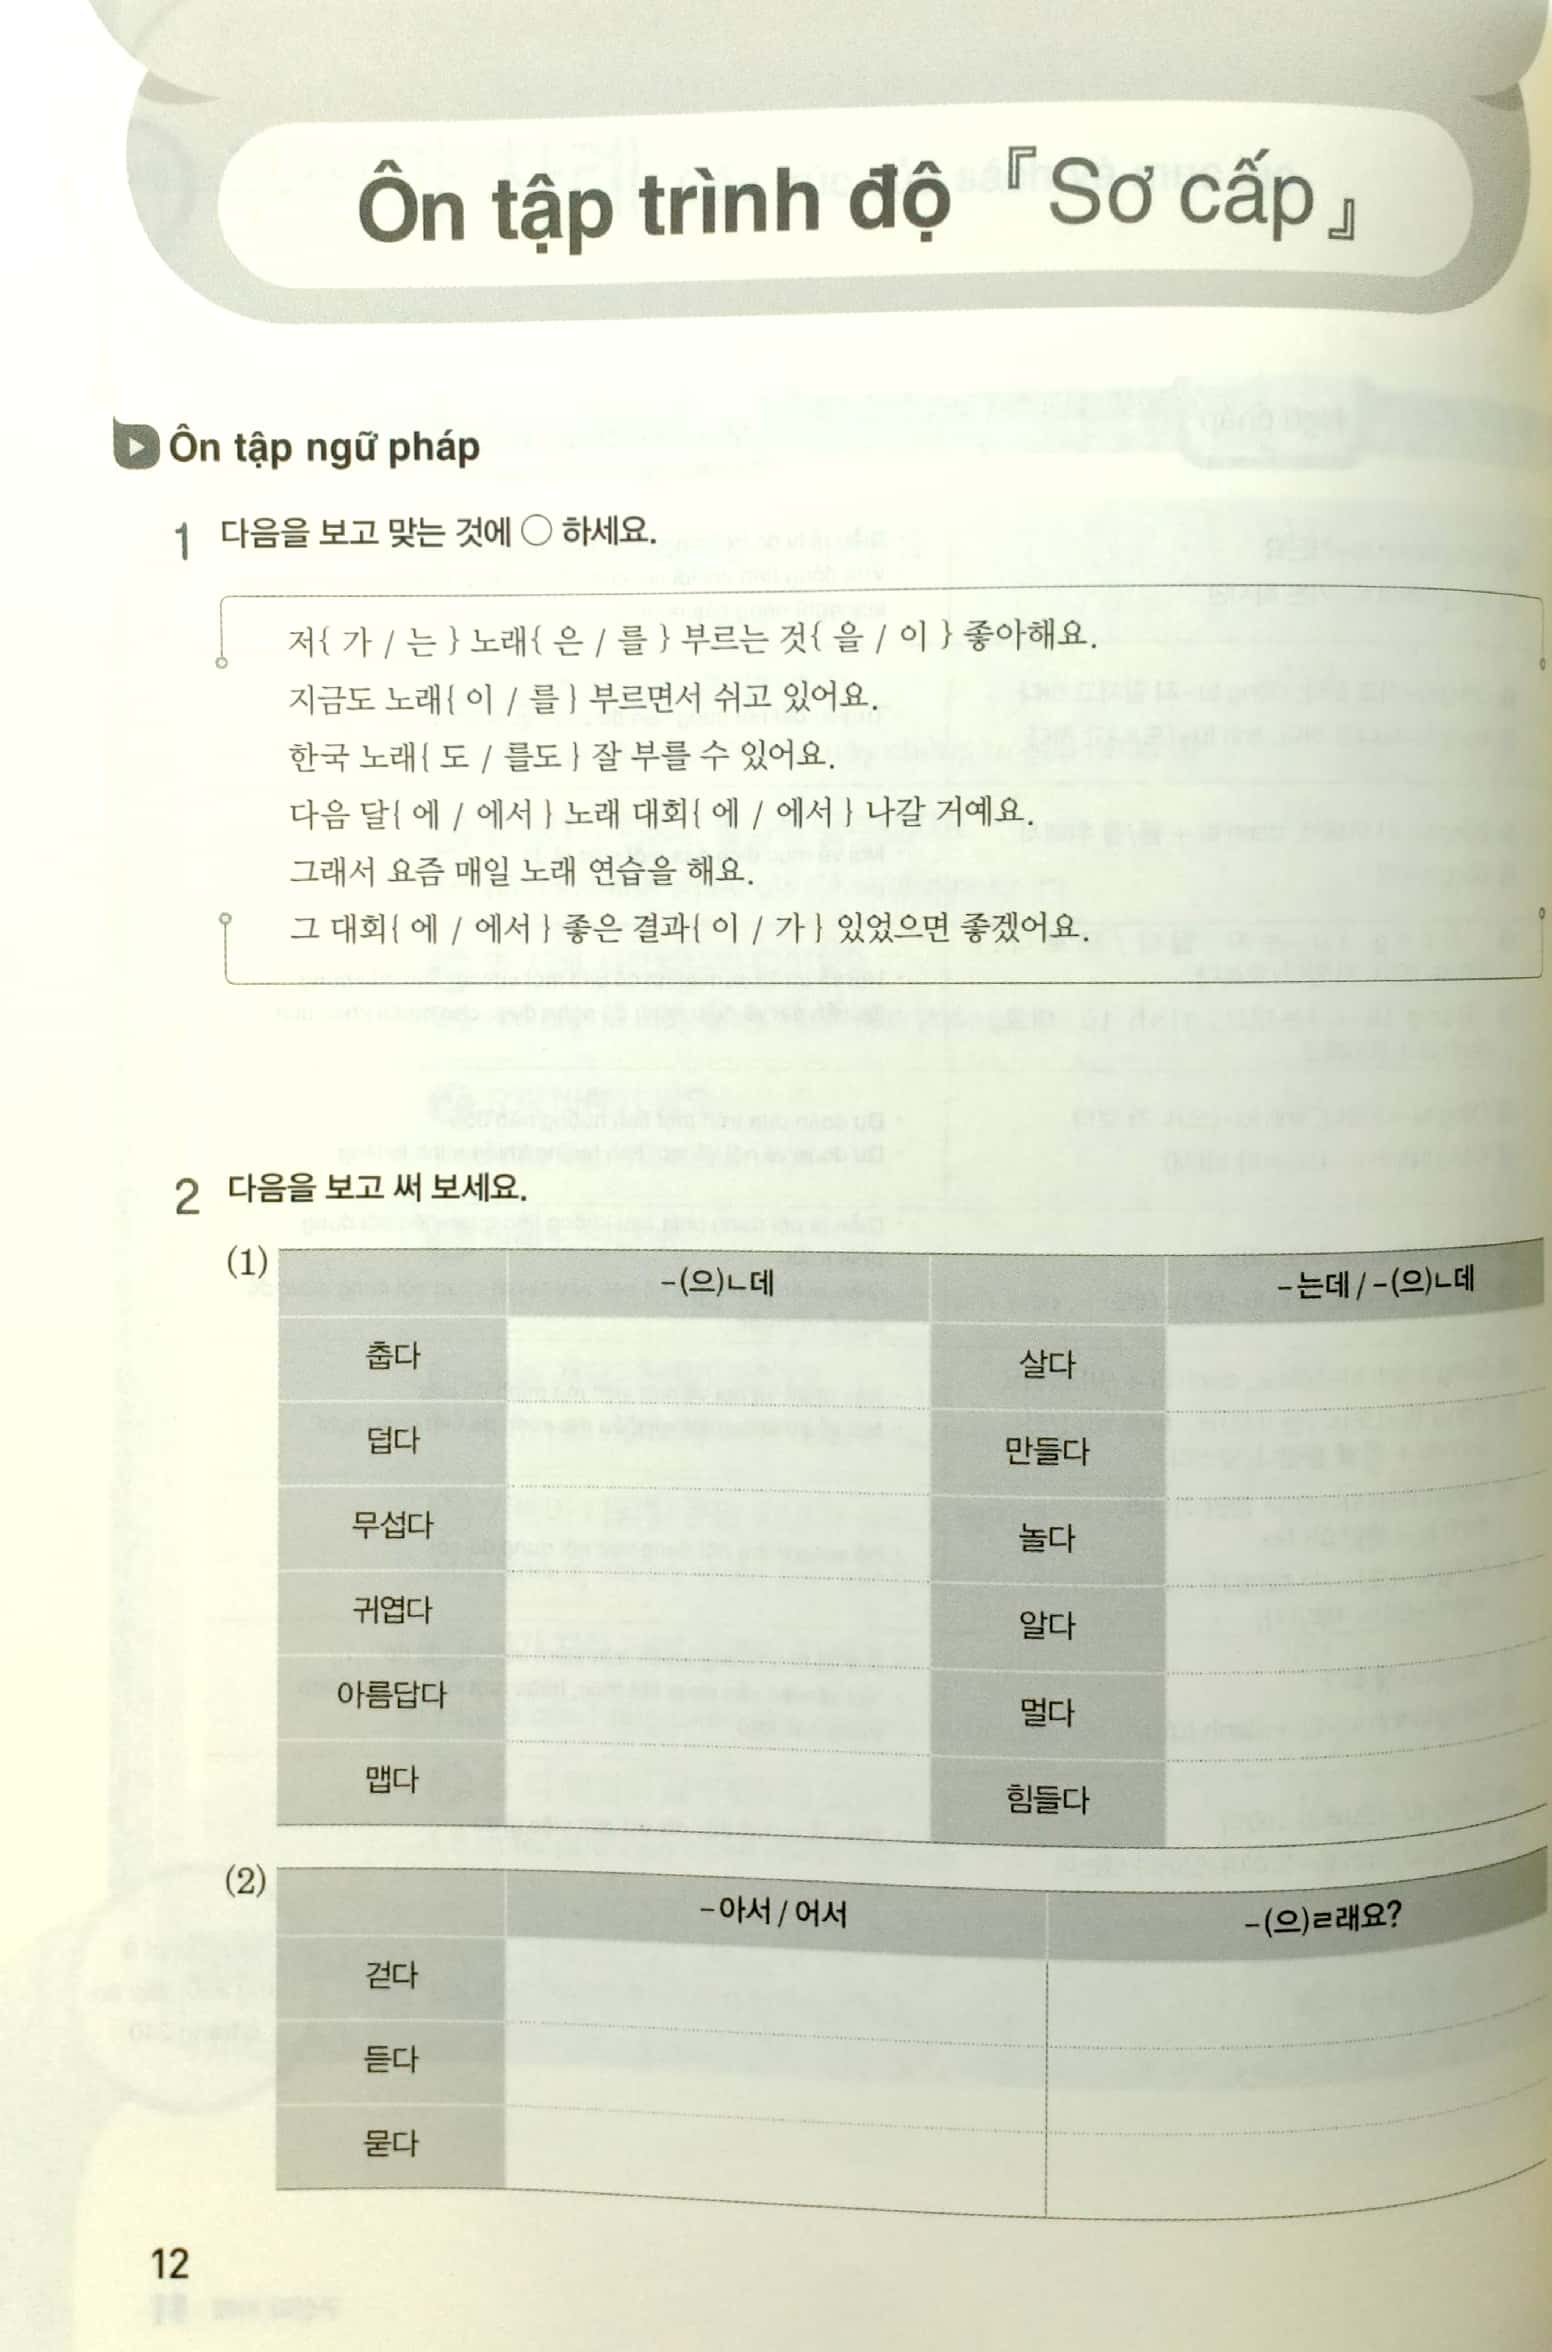 Ôn tập trình độ『Sơ cấp』
Ôn tập ngữ pháp
1 다음을 보고 맞는 것에 ○ 하세요.
저{ 가 / 는 } 노래{ 은 / 를 } 부르는 것{ 을 / 이 } 좋아해요.
지금도 노래{ 이 / 를 } 부르면서 쉬고 있어요.
한국 노래{ 도 / 를도 } 잘 부를 수 있어요.
다음 달{ 에 / 에서 } 노래 대회{ 에 / 에서 } 나갈 거예요.
그래서 요즘 매일 노래 연습을 해요.
그 대회{ 에 / 에서 } 좋은 결과{ 이 / 가 } 있었으면 좋겠어요.
2 다음을 보고 써 보세요.
(1) -(으)ㄴ데 -는데 / -(으)ㄴ데
춥다 살다
덥다 만들다
무섭다 놀다
귀엽다 알다
아름답다 멀다
맵다 힘들다
(2) -아서 / 어서 -(으)ㄹ래요?
걷다
듣다
묻다
12